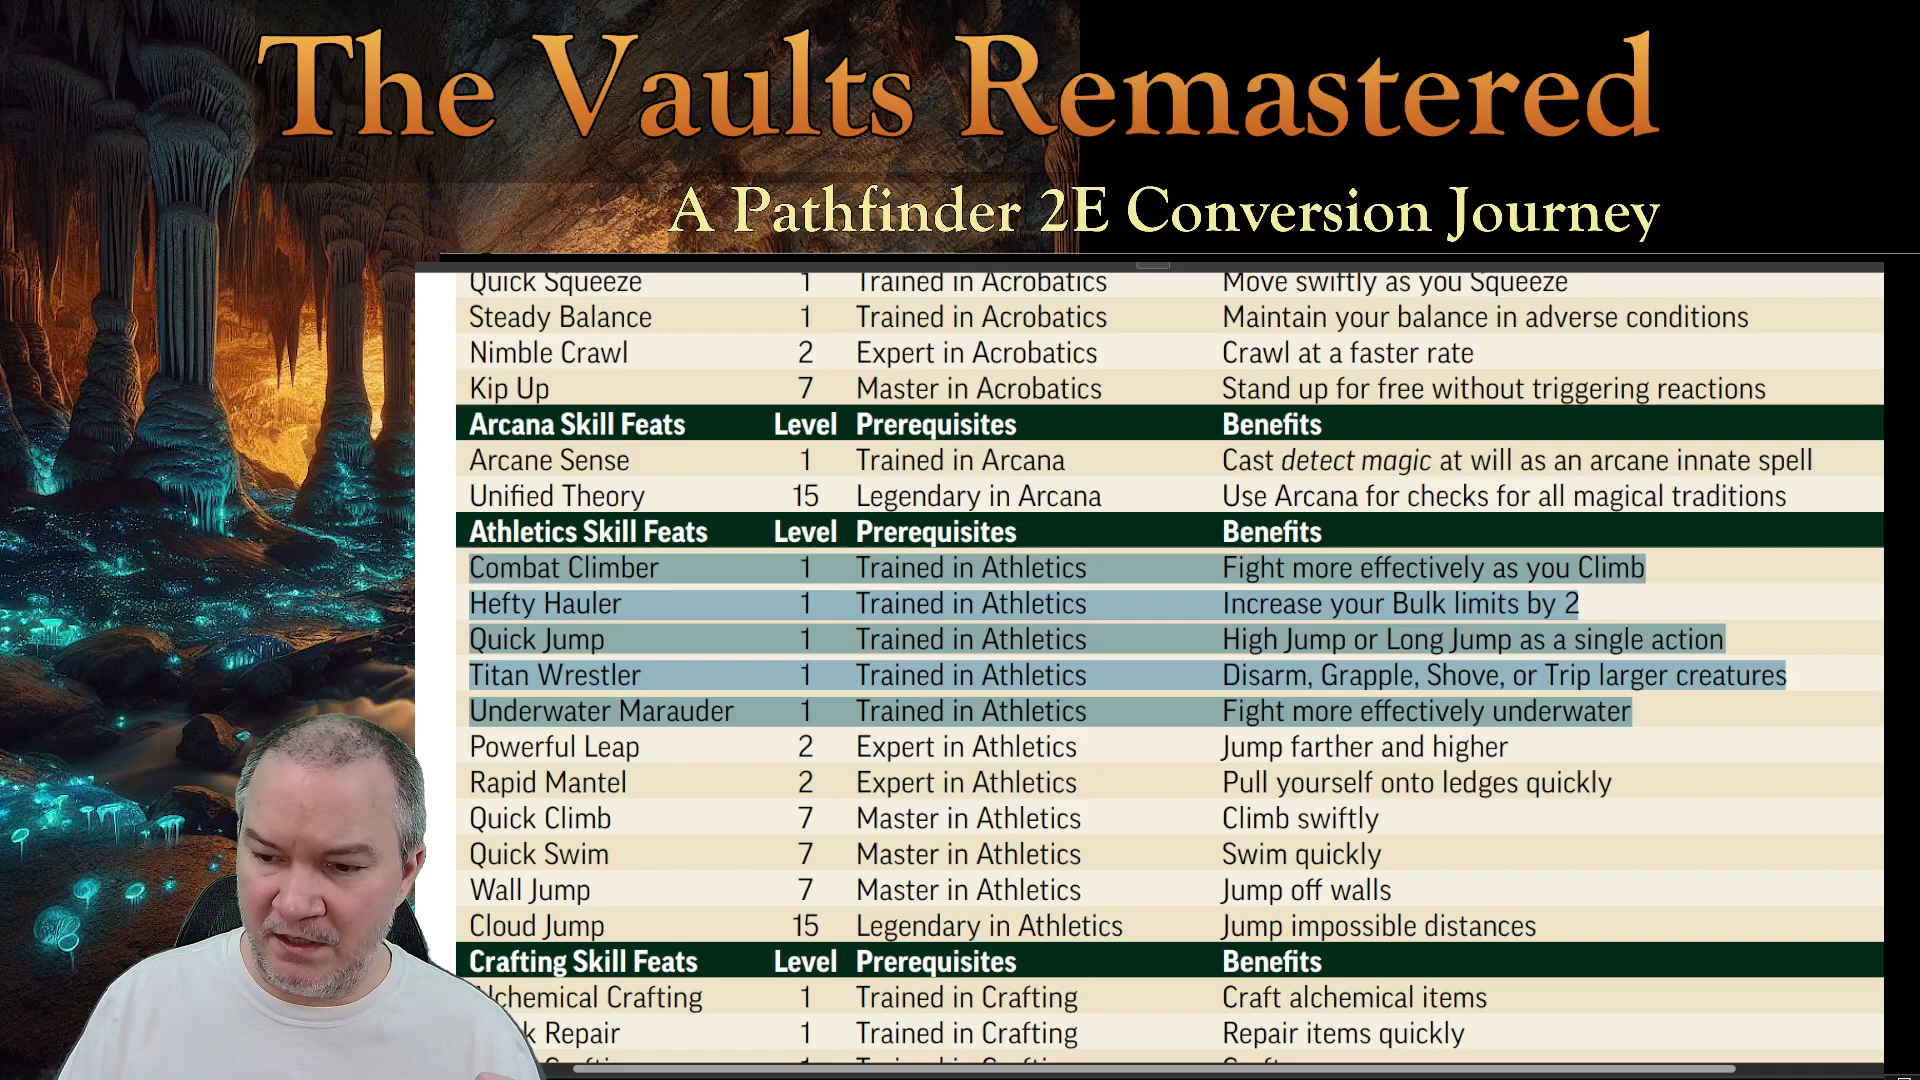 The Vaults Remastered
A Pathfinder 2E Conversion Journey
Quick Squeeze 1 Trained in Acrobatics Move swiftly as you Squeeze
Steady Balance 1 Trained in Acrobatics Maintain your balance in adverse conditions
Nimble Crawl 2 Expert in Acrobatics Crawl at a faster rate
Kip Up 7 Master in Acrobatics Stand up for free without triggering reactions
Arcana Skill Feats Level Prerequisites Benefits
Arcane Sense 1 Trained in Arcana Cast detect magic at will as an arcane innate spell
Unified Theory 15 Legendary in Arcana Use Arcana for checks for all magical traditions
Athletics Skill Feats Level Prerequisites Benefits
Combat Climber 1 Trained in Athletics Fight more effectively as you Climb
Hefty Hauler 1 Trained in Athletics Increase your Bulk limits by 2
Quick Jump 1 Trained in Athletics High Jump or Long Jump as a single action
Titan Wrestler 1 Trained in Athletics Disarm, Grapple, Shove, or Trip larger creatures
Underwater Marauder 1 Trained in Athletics Fight more effectively underwater
Powerful Leap 2 Expert in Athletics Jump farther and higher
Rapid Mantel 2 Expert in Athletics Pull yourself onto ledges quickly
Quick Climb 7 Master in Athletics Climb swiftly
Quick Swim 7 Master in Athletics Swim quickly
Wall Jump 7 Master in Athletics Jump off walls
Cloud Jump 15 Legendary in Athletics Jump impossible distances
Crafting Skill Feats Level Prerequisites Benefits
lchemical Crafting 1 Trained in Crafting Craft alchemical items
k Repair 1 Trained in Crafting Repair items quickly